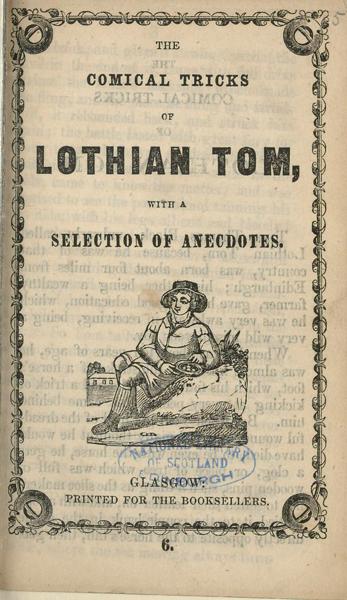 THE
COMICAL TRICKS
OF
LOTHIAN TOM,
WITH A
SELECTION OF ANECDOTES.
NATIONAL LIBRARY
OF SCOTLAND
EDINBURGH
GLASGOW:
PRINTED FOR THE BOOKSELLERS.
6.